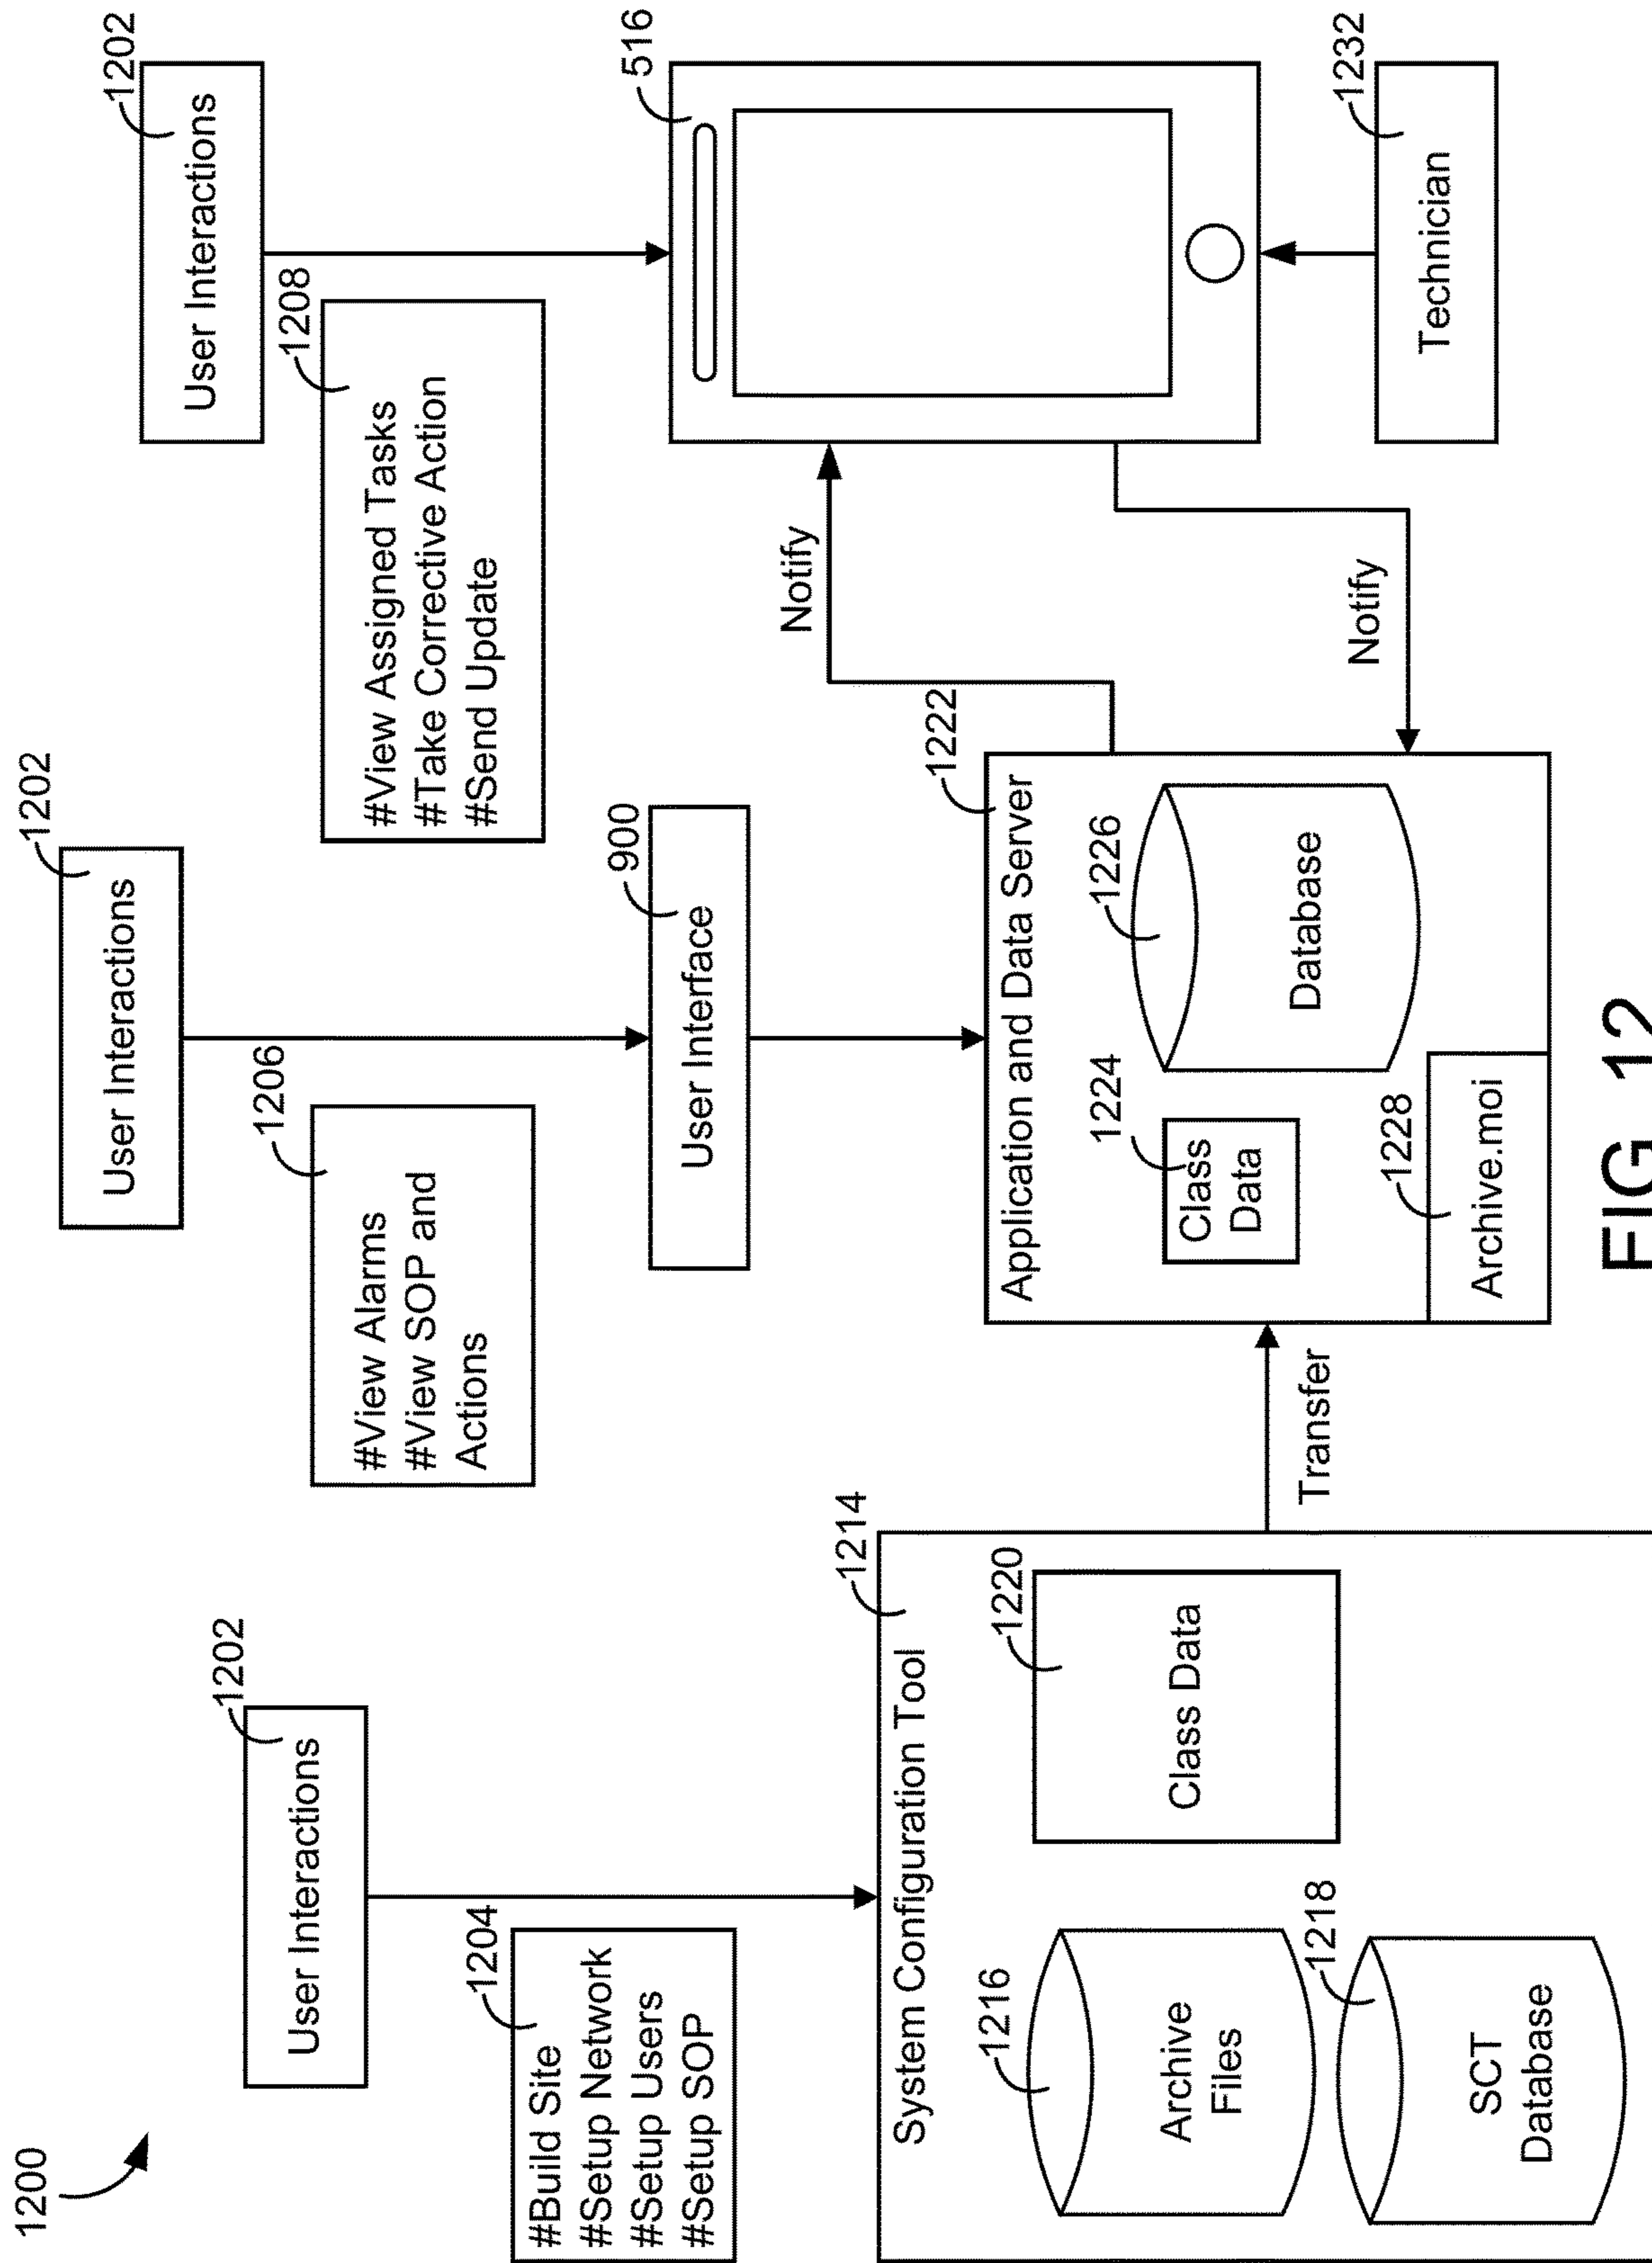 1200
1202
User Interactions
1204
#Build Site
#Setup Network
#Setup Users
#Setup SOP
1214
System Configuration Tool
1216
Archive
Files
1218
SCT
Database
1220
Class Data
Transfer
1202
User Interactions
1206
#View Alarms
#View SOP and
Actions
900
User Interface
1222
Application and Data Server
1224
Class
Data
1226
Database
1228
Archive.moi
Notify
Notify
1202
User Interactions
1208
#View Assigned Tasks
#Take Corrective Action
#Send Update
516
1232
Technician
FIG. 12